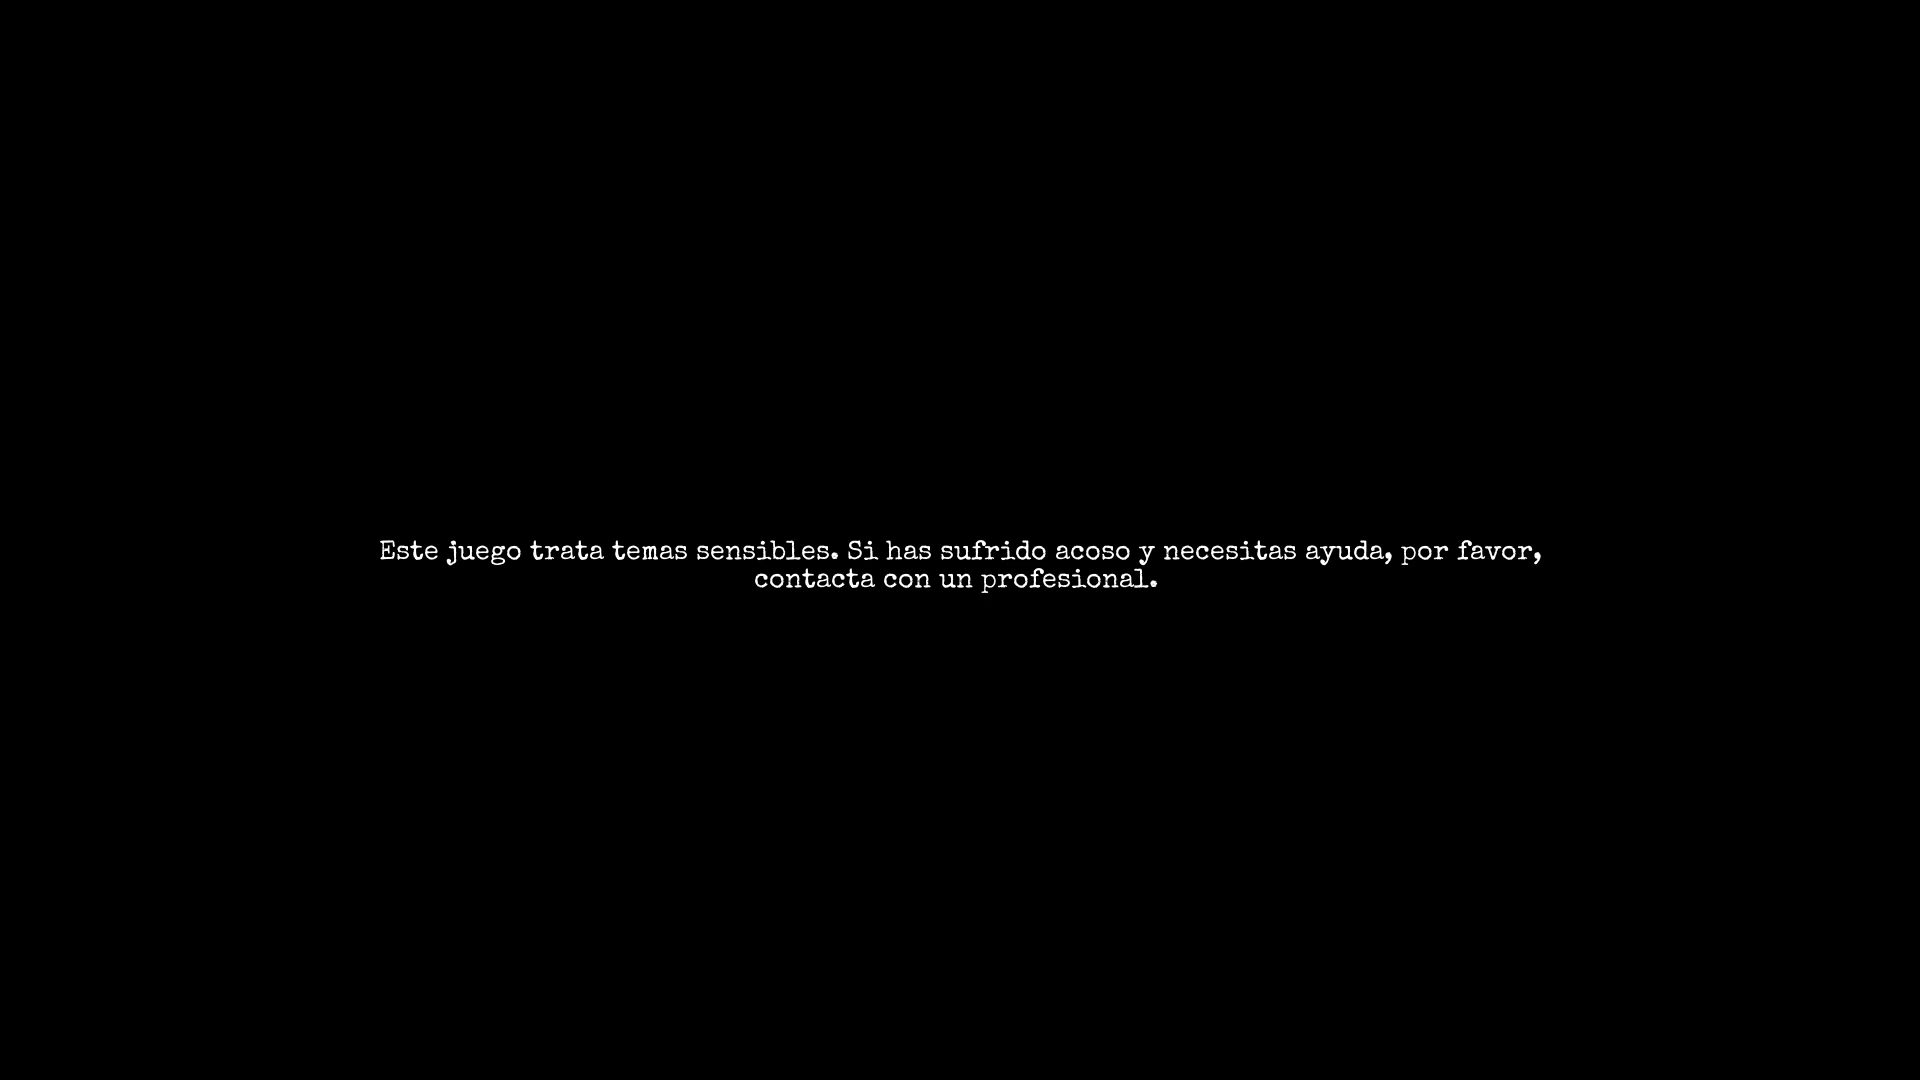 Este juego trata temas sensibles. Si has sufrido acoso y necesitas ayuda, por favor,
contacta con un profesional.